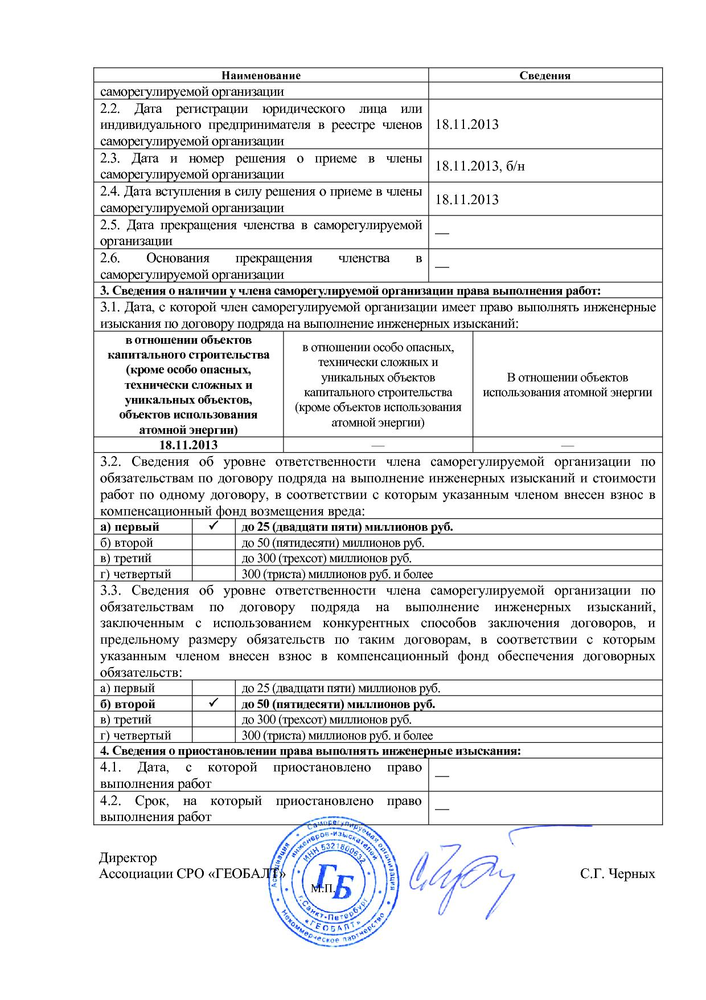 Наименование
Сведения
саморегулируемой организации
2.2. Дата регистрации юридического лица или
индивидуального предпринимателя в реестре членов
саморегулируемой организации
18.11.2013
2.3. Дата и номер решения о приеме в члены
саморегулируемой организации
18.11.2013, б/н
2.4. Дата вступления в силу решения о приеме в члены
саморегулируемой организации
18.11.2013
2.5. Дата прекращения членства в саморегулируемой
организации
—
2.6. Основания прекращения членства в
саморегулируемой организации
—
3. Сведения о наличии у члена саморегулируемой организации права выполнения работ:
3.1. Дата, с которой член саморегулируемой организации имеет право выполнять инженерные
изыскания по договору подряда на выполнение инженерных изысканий:
в отношении объектов
капитального строительства
(кроме особо опасных,
технически сложных и
уникальных объектов,
объектов использования
атомной энергии)
в отношении особо опасных,
технически сложных и
уникальных объектов
капитального строительства
(кроме объектов использования
атомной энергии)
В отношении объектов
использования атомной энергии
18.11.2013
—
—
3.2. Сведения об уровне ответственности члена саморегулируемой организации по
обязательствам по договору подряда на выполнение инженерных изысканий и стоимости
работ по одному договору, в соответствии с которым указанным членом внесен взнос в
компенсационный фонд возмещения вреда:
а) первый ✓ до 25 (двадцати пяти) миллионов руб.
б) второй до 50 (пятидесяти) миллионов руб.
в) третий до 300 (трехсот) миллионов руб.
г) четвертый 300 (триста) миллионов руб. и более
3.3. Сведения об уровне ответственности члена саморегулируемой организации по
обязательствам по договору подряда на выполнение инженерных изысканий,
заключенным с использованием конкурентных способов заключения договоров, и
предельному размеру обязательств по таким договорам, в соответствии с которым
указанным членом внесен взнос в компенсационный фонд обеспечения договорных
обязательств:
а) первый до 25 (двадцати пяти) миллионов руб.
б) второй ✓ до 50 (пятидесяти) миллионов руб.
в) третий до 300 (трехсот) миллионов руб.
г) четвертый 300 (триста) миллионов руб. и более
4. Сведения о приостановлении права выполнять инженерные изыскания:
4.1. Дата, с которой приостановлено право
выполнения работ
—
4.2. Срок, на который приостановлено право
выполнения работ
—
Директор
Ассоциации СРО «ГЕОБАЛТ»
С.Г. Черных
М.П.
Ассоциация • Саморегулируемая организация • Некоммерческое партнерство •
инженеров-изыскателей
«ГЕОБАЛТ»
ИНН 5321800632
г.Санкт-Петербург
ГБ